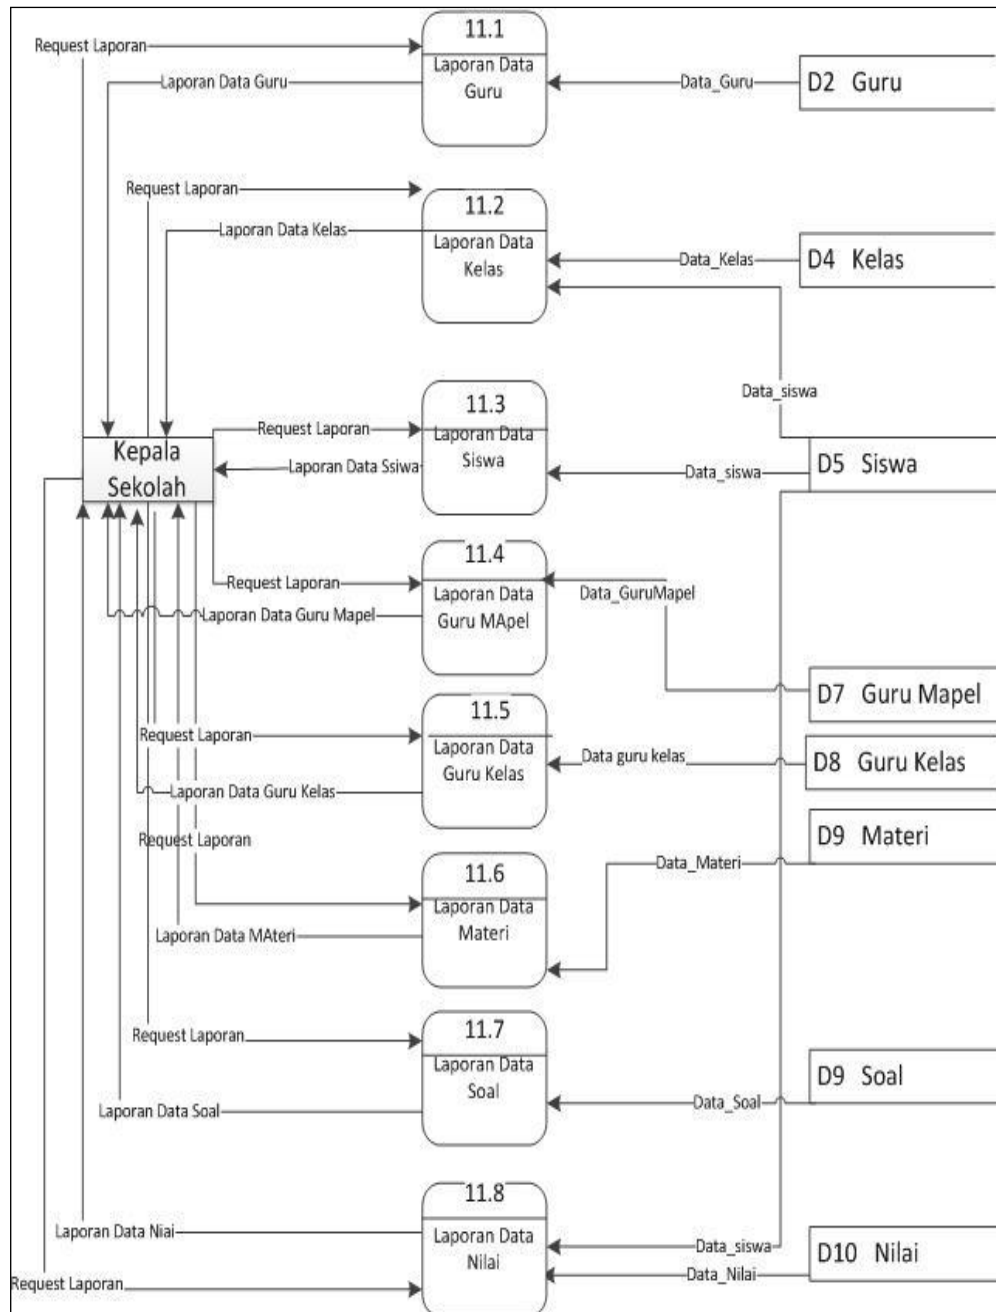 11.1
Request Laporan
Laporan Data
Guru
Laporan Data Guru
Data_Guru
D2 Guru
Request Laporan
11.2
Laporan Data Kelas
Laporan Data
Kelas
Data_Kelas
D4 Kelas
Data_siswa
11.3
Request Laporan
Laporan Data
Siswa
Kepala
Sekolah
Laporan Data Ssiwa
Data_siswa
D5 Siswa
11.4
Request Laporan
Laporan Data
Guru MApel
Data_GuruMapel
Laporan Data Guru Mapel
D7 Guru Mapel
11.5
Request Laporan
Laporan Data
Guru Kelas
Data guru kelas
D8 Guru Kelas
Laporan Data Guru Kelas
Request Laporan
D9 Materi
11.6
Laporan Data
Materi
Data_Materi
Laporan Data MAteri
11.7
Request Laporan
Laporan Data
Soal
D9 Soal
Data_Soal
Laporan Data Soal
11.8
Laporan Data Niai
Laporan Data
Nilai
Data_siswa
D10 Nilai
Data_Nilai
Request Laporan